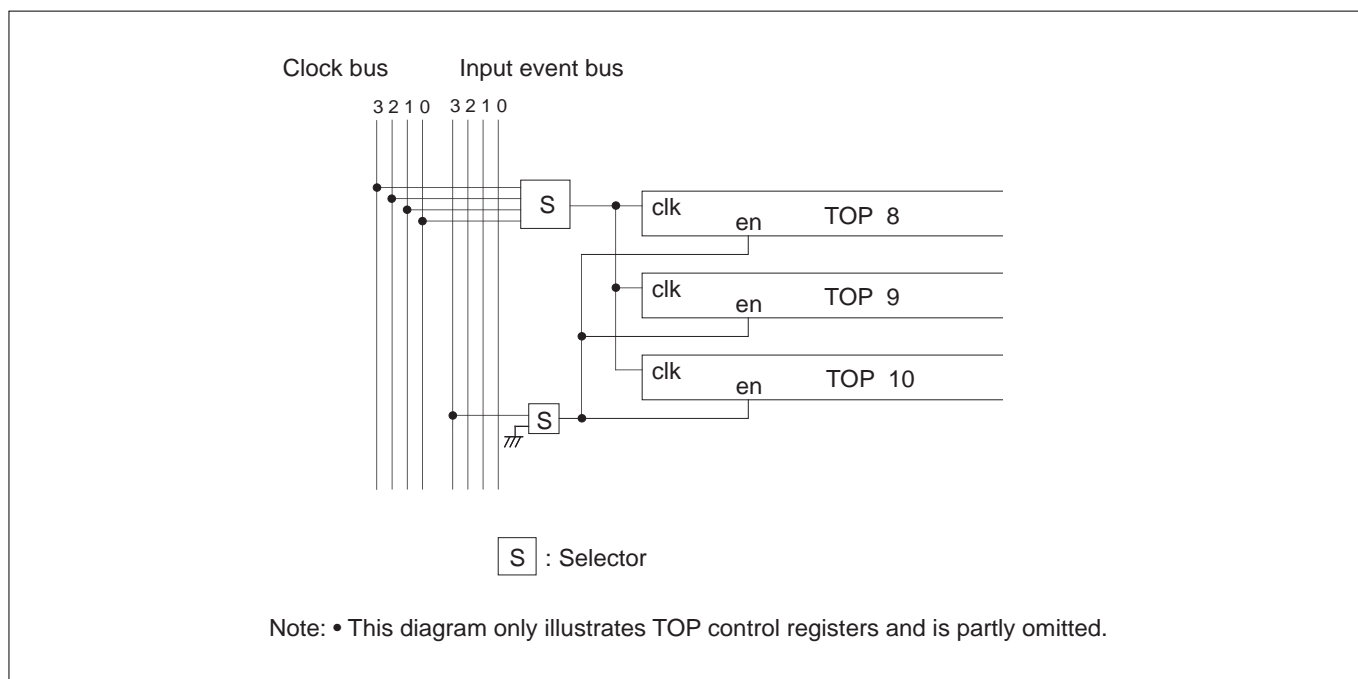 Clock bus Input event bus
3 2 1 0 3 2 1 0
S
clk
en TOP 8
clk
en TOP 9
clk
en TOP 10
S
S : Selector
Note: • This diagram only illustrates TOP control registers and is partly omitted.